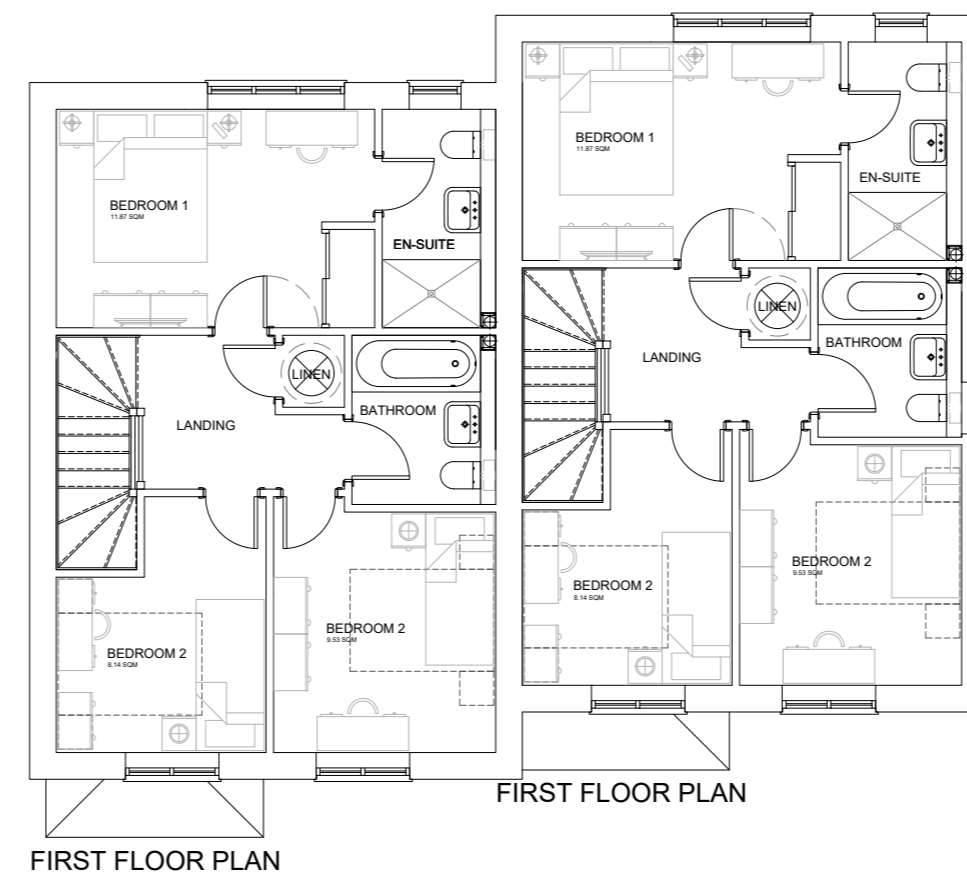 BEDROOM 1
11.87 SQM
EN-SUITE
LINEN
LANDING
BATHROOM
BEDROOM 2
8.14 SQM
BEDROOM 2
9.53 SQM
FIRST FLOOR PLAN
BEDROOM 1
11.87 SQM
EN-SUITE
LINEN
LANDING
BATHROOM
BEDROOM 2
8.14 SQM
BEDROOM 2
9.53 SQM
FIRST FLOOR PLAN